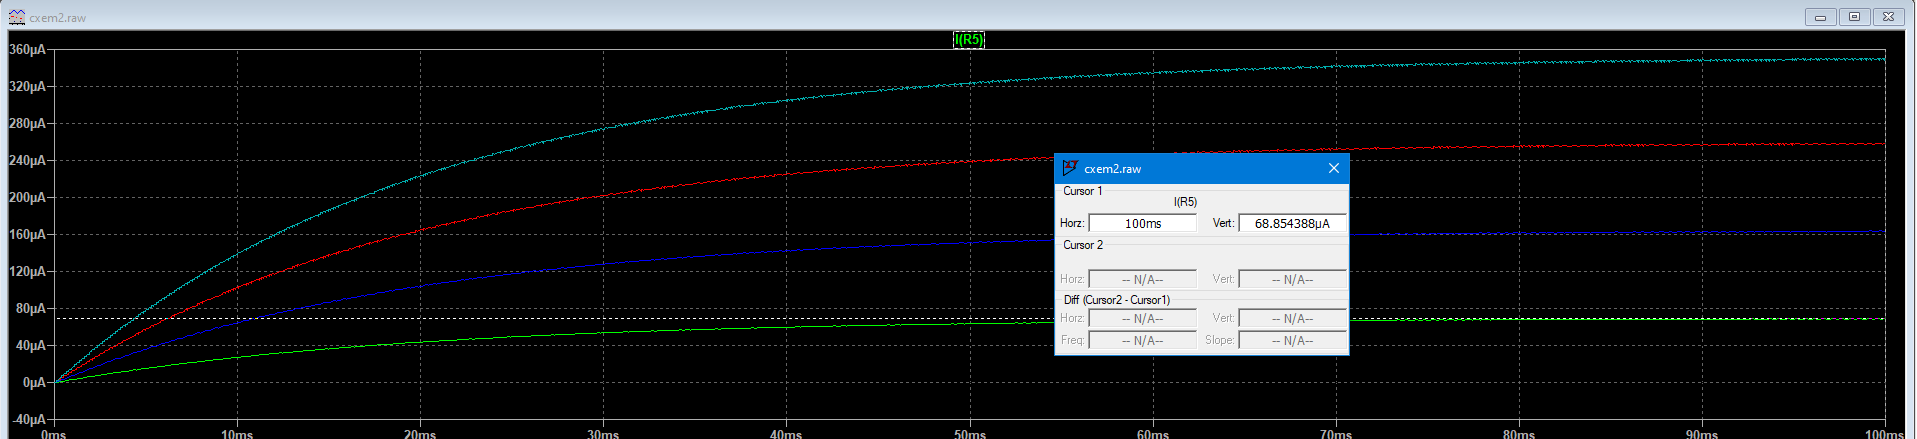 cxem2.raw
I(R5)
360µA
320µA
280µA
240µA
200µA
160µA
120µA
80µA
40µA
0µA
-40µA
0ms 10ms 20ms 30ms 40ms 50ms 60ms 70ms 80ms 90ms 100ms
cxem2.raw
Cursor 1
I(R5)
Horz: 100ms Vert: 68.854388µA
Cursor 2
Horz: -- N/A-- Vert: -- N/A--
Diff (Cursor2 - Cursor1)
Horz: -- N/A-- Vert: -- N/A--
Freq: -- N/A-- Slope: -- N/A--